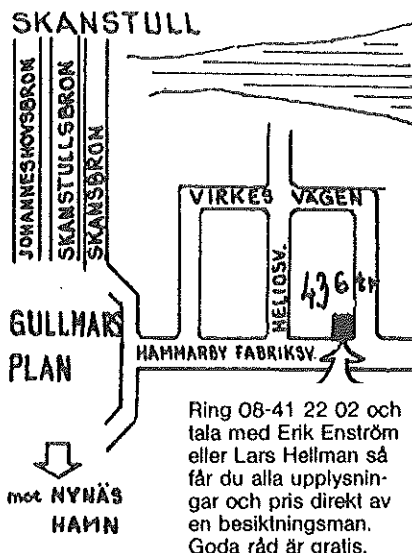 SKANSTULL
JOHANNESHOVSBRON
SKANSTULLSBRON
SKANSBRON
VIRKES VÄGEN
HELIOSV.
436 tr
GULLMARS
PLAN
HAMMARBY FABRIKSV.
mot NYNÄS
HAMN
Ring 08-41 22 02 och
tala med Erik Enström
eller Lars Hellman så
får du alla upplysnin-
gar och pris direkt av
en besiktningsman.
Goda råd är gratis.